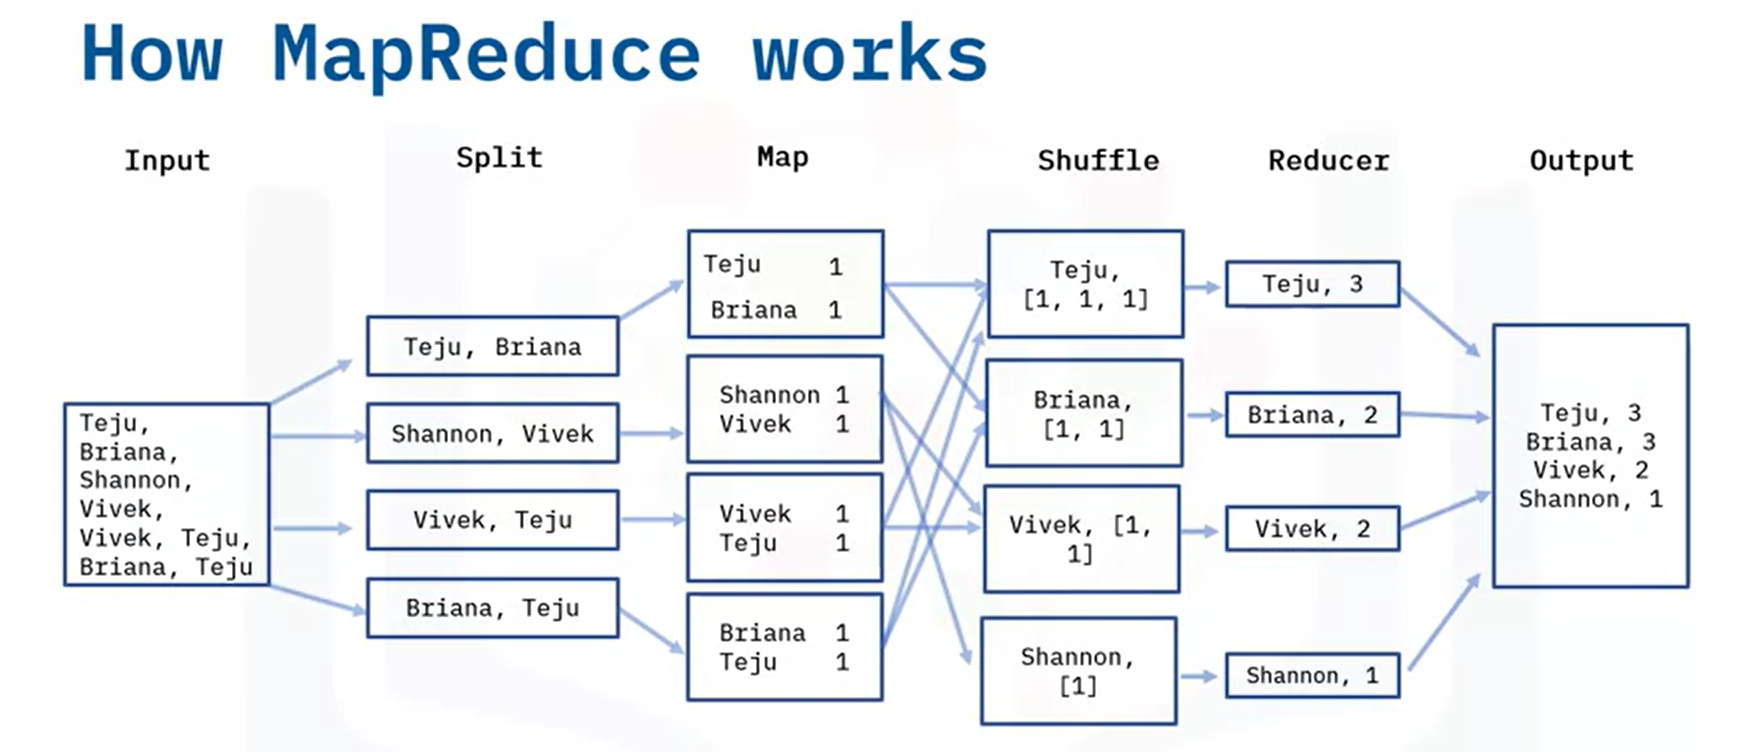 How MapReduce works
Input
Split
Map
Shuffle
Reducer
Output
Teju,
Briana,
Shannon,
Vivek,
Vivek, Teju,
Briana, Teju
Teju, Briana
Shannon, Vivek
Vivek, Teju
Briana, Teju
Teju 1
Briana 1
Shannon 1
Vivek 1
Vivek 1
Teju 1
Briana 1
Teju 1
Teju,
[1, 1, 1]
Briana,
[1, 1]
Vivek, [1,
1]
Shannon,
[1]
Teju, 3
Briana, 2
Vivek, 2
Shannon, 1
Teju, 3
Briana, 3
Vivek, 2
Shannon, 1